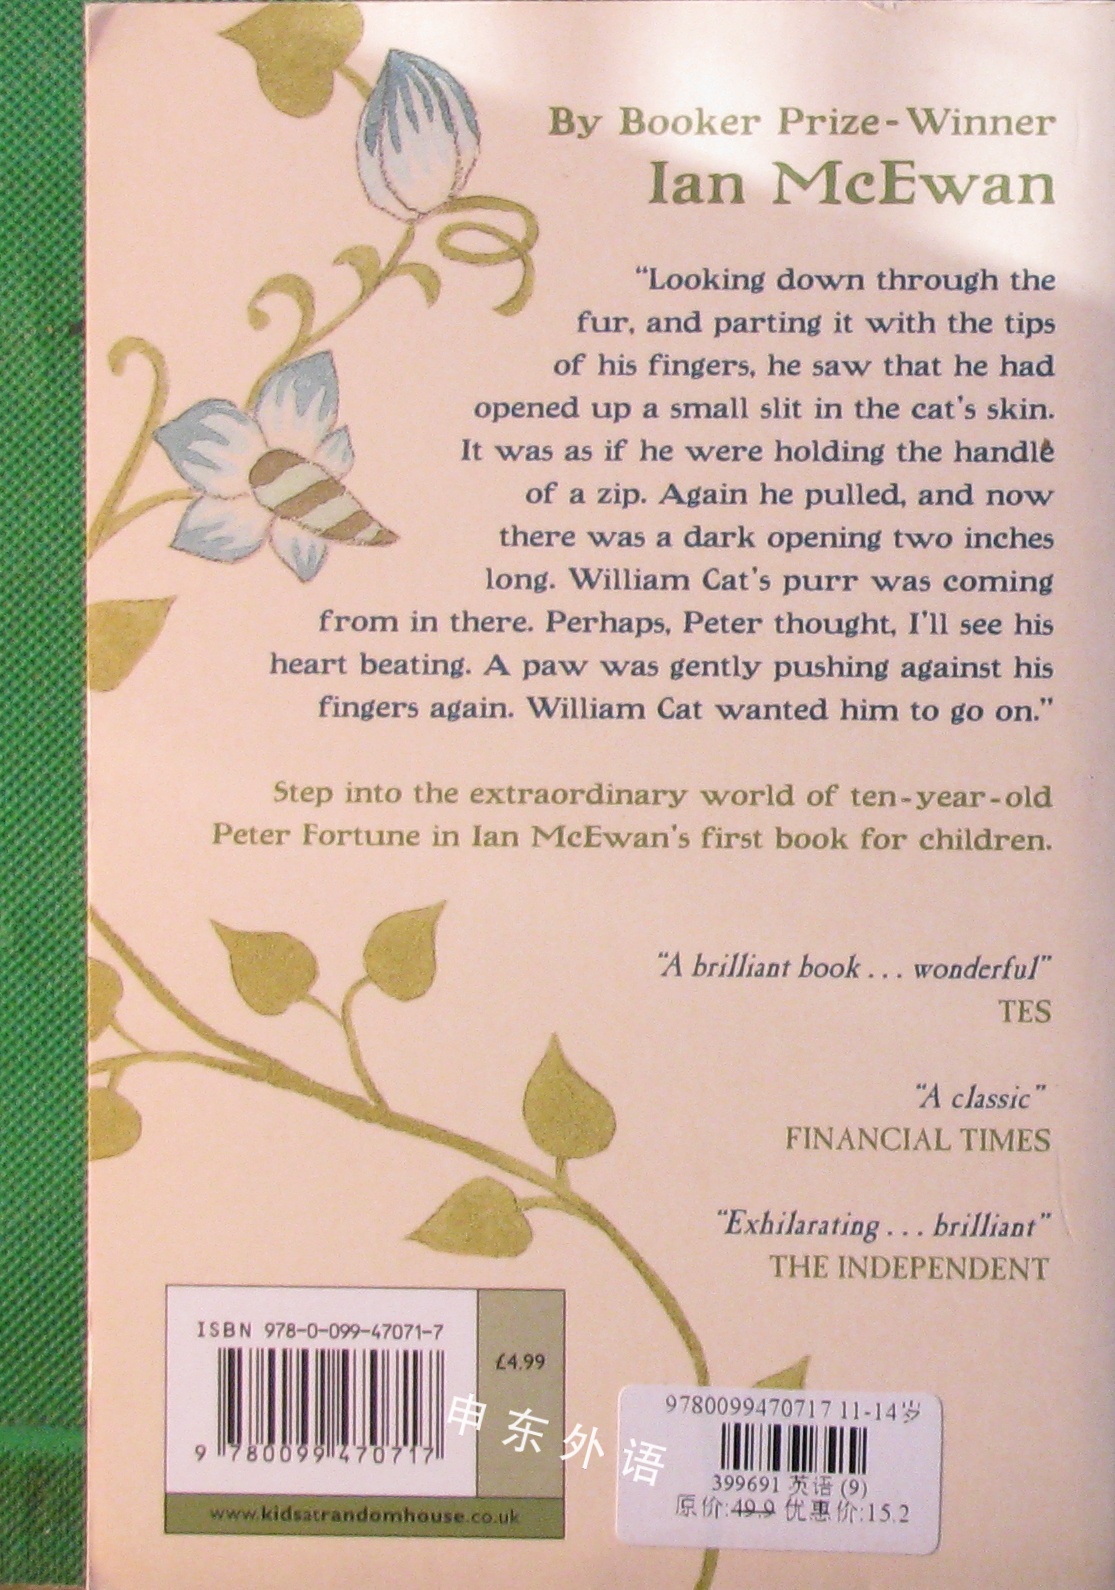 By Booker Prize-Winner
Ian McEwan
“Looking down through the
fur, and parting it with the tips
of his fingers, he saw that he had
opened up a small slit in the cat's skin.
It was as if he were holding the handle
of a zip. Again he pulled, and now
there was a dark opening two inches
long. William Cat's purr was coming
from in there. Perhaps, Peter thought, I'll see his
heart beating. A paw was gently pushing against his
fingers again. William Cat wanted him to go on.”
Step into the extraordinary world of ten-year-old
Peter Fortune in Ian McEwan's first book for children.
“A brilliant book ... wonderful”
TES
“A classic”
FINANCIAL TIMES
“Exhilarating ... brilliant”
THE INDEPENDENT
ISBN 978-0-099-47071-7
£4.99
9 780099 470717
www.kidsatrandomhouse.co.uk
申东外语
9780099470717 11-14岁
399691 英语 (9)
原价:49.9 优惠价:15.2